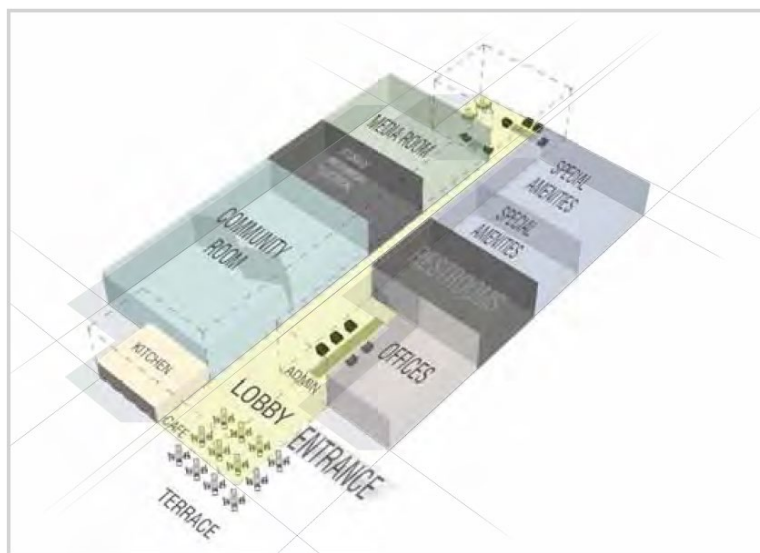 MEDIA ROOM
SPECIAL
AMENITIES
SPECIAL
AMENITIES
COMMUNITY
ROOM
RESTROOMS
KITCHEN
OFFICES
ADMIN
LOBBY
CAFE
ENTRANCE
TERRACE